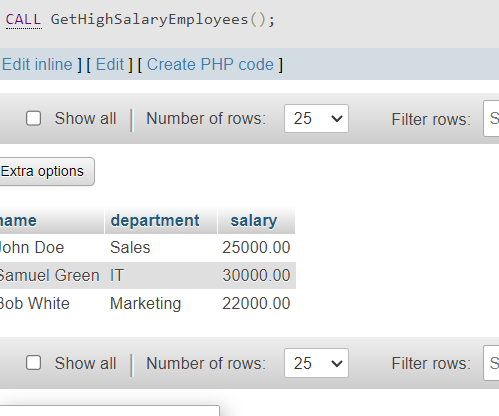 CALL GetHighSalaryEmployees();
Edit inline ] [ Edit ] [ Create PHP code ]
Show all Number of rows: 25 Filter rows: S
Extra options
name department salary
John Doe Sales 25000.00
Samuel Green IT 30000.00
Bob White Marketing 22000.00
Show all Number of rows: 25 Filter rows: S